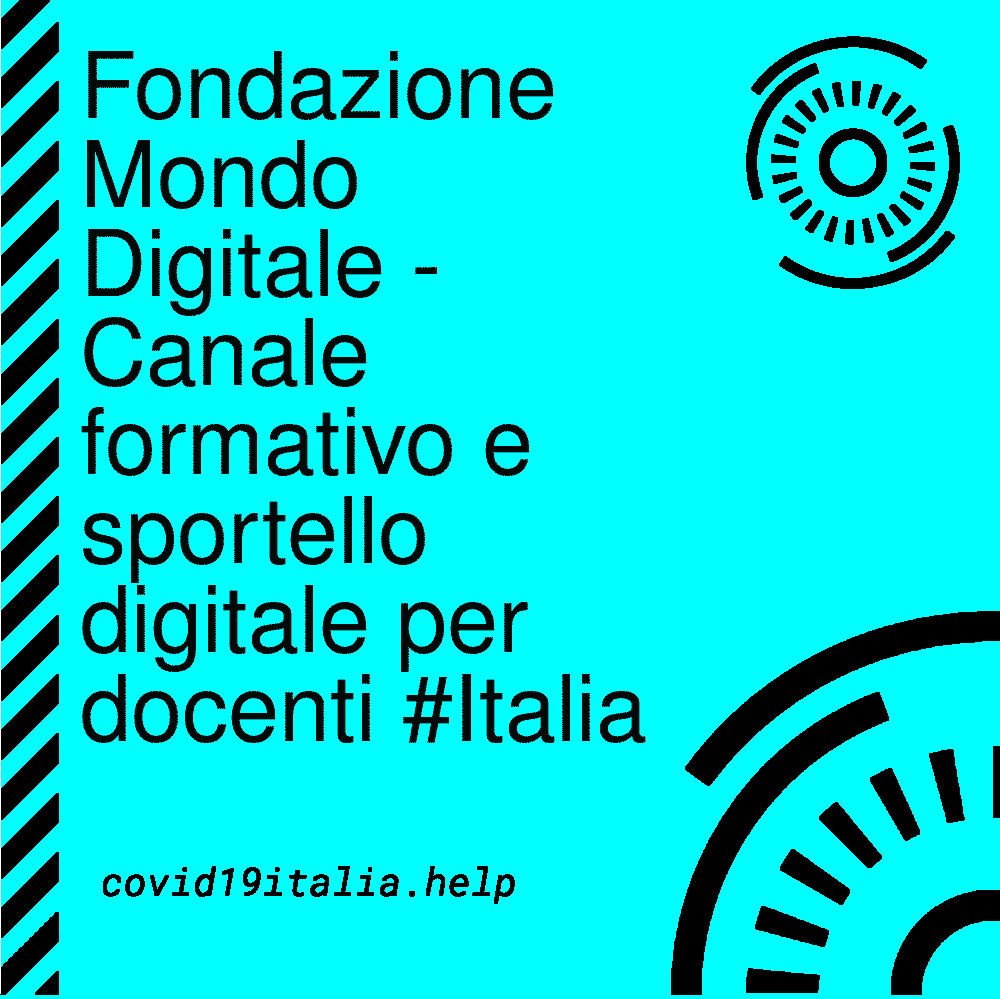 Fondazione
Mondo
Digitale -
Canale
formativo e
sportello
digitale per
docenti #Italia
covid19italia.help